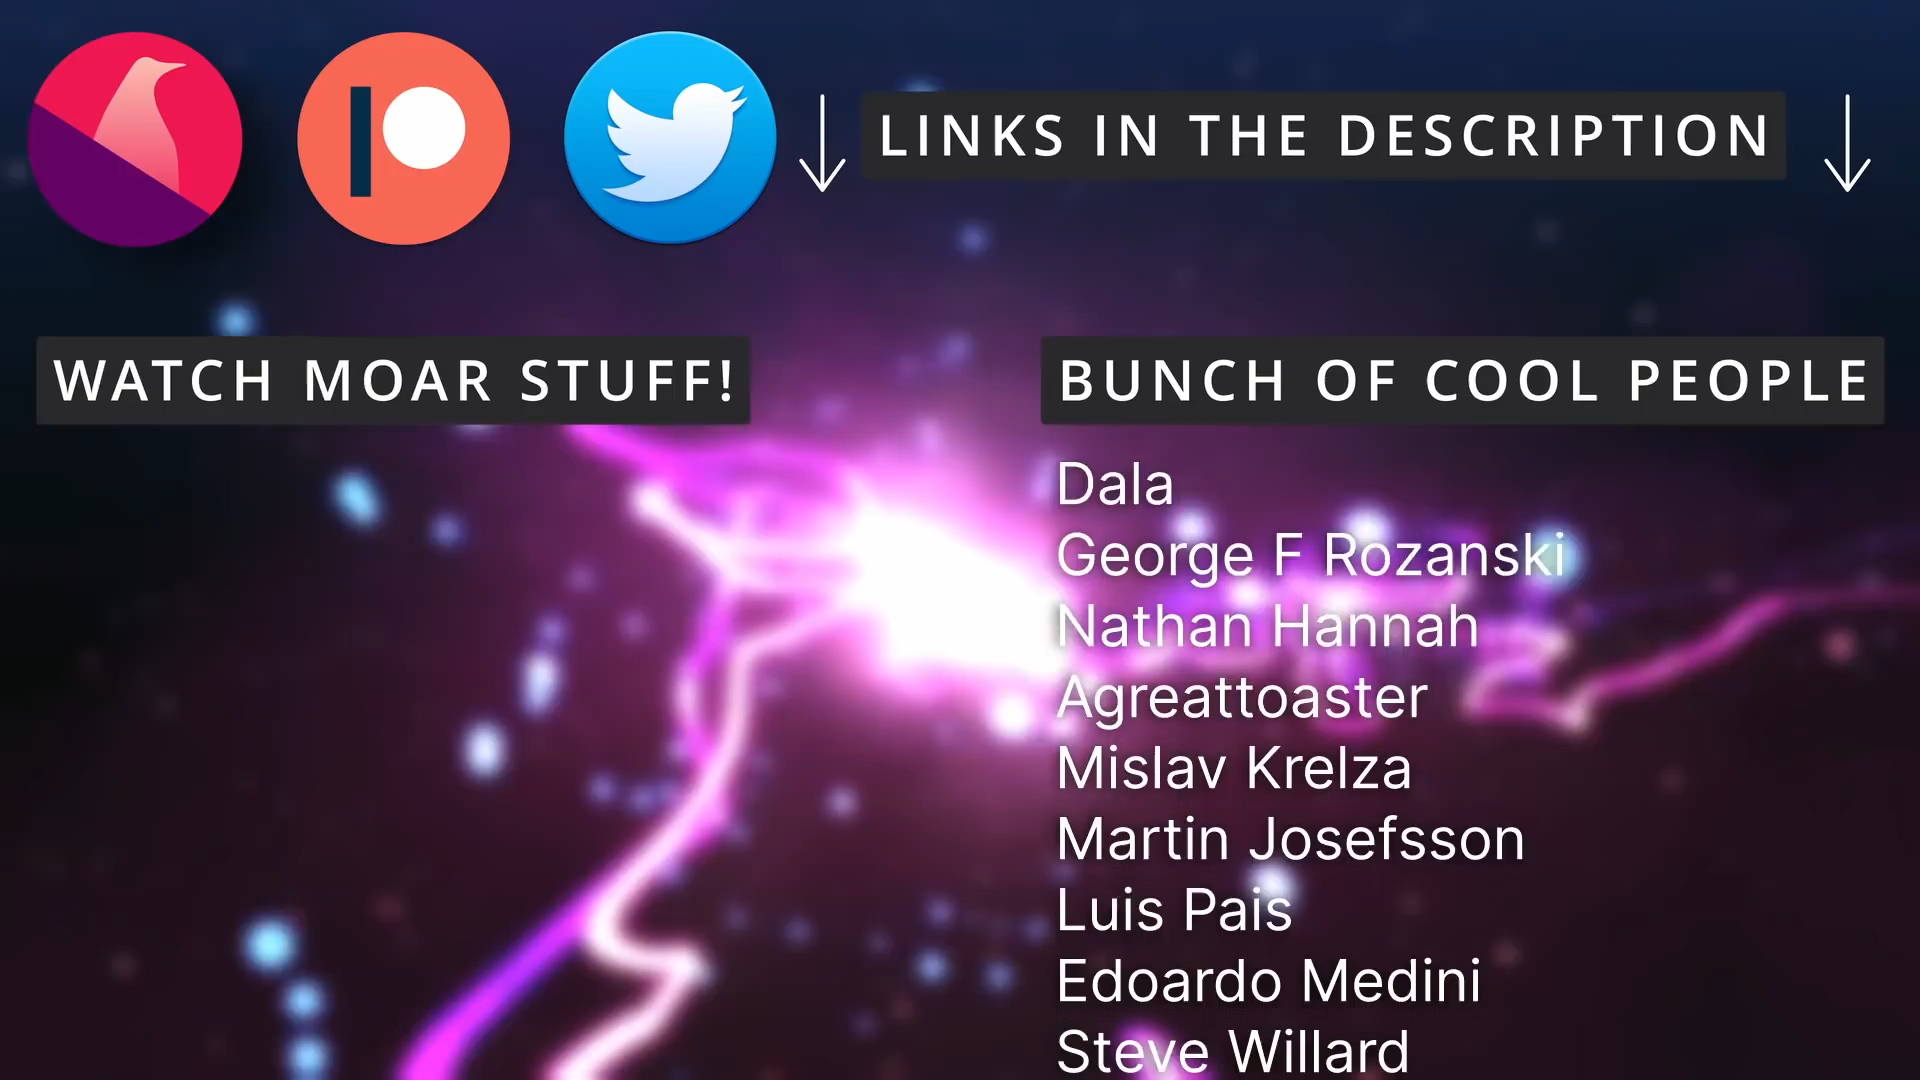 LINKS IN THE DESCRIPTION
WATCH MOAR STUFF!
BUNCH OF COOL PEOPLE
Dala
George F Rozanski
Nathan Hannah
Agreattoaster
Mislav Krelza
Martin Josefsson
Luis Pais
Edoardo Medini
Steve Willard